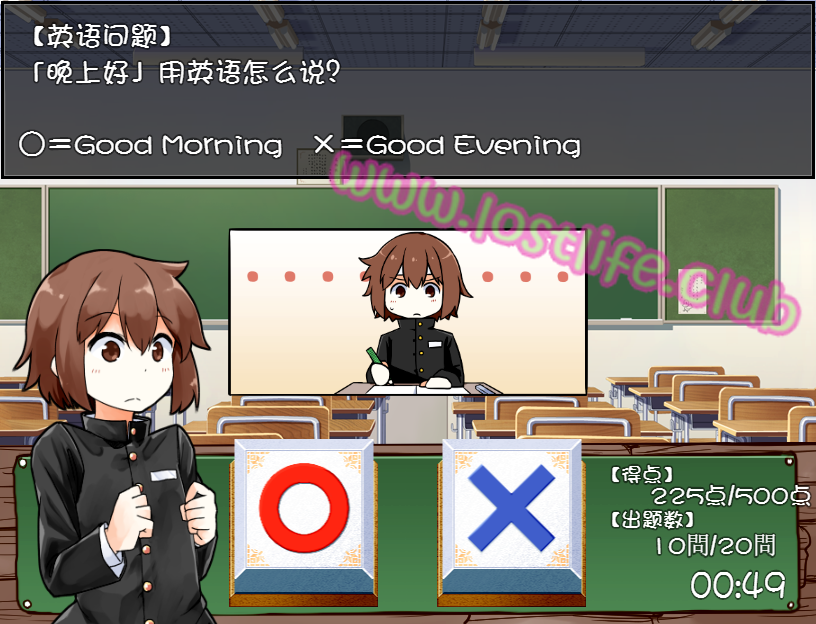 【英语问题】
「晚上好」用英语怎么说?
〇=Good Morning ×=Good Evening
www.lostlife.club
【得点】
225点/500点
【出题数】
10問/20問
00:49